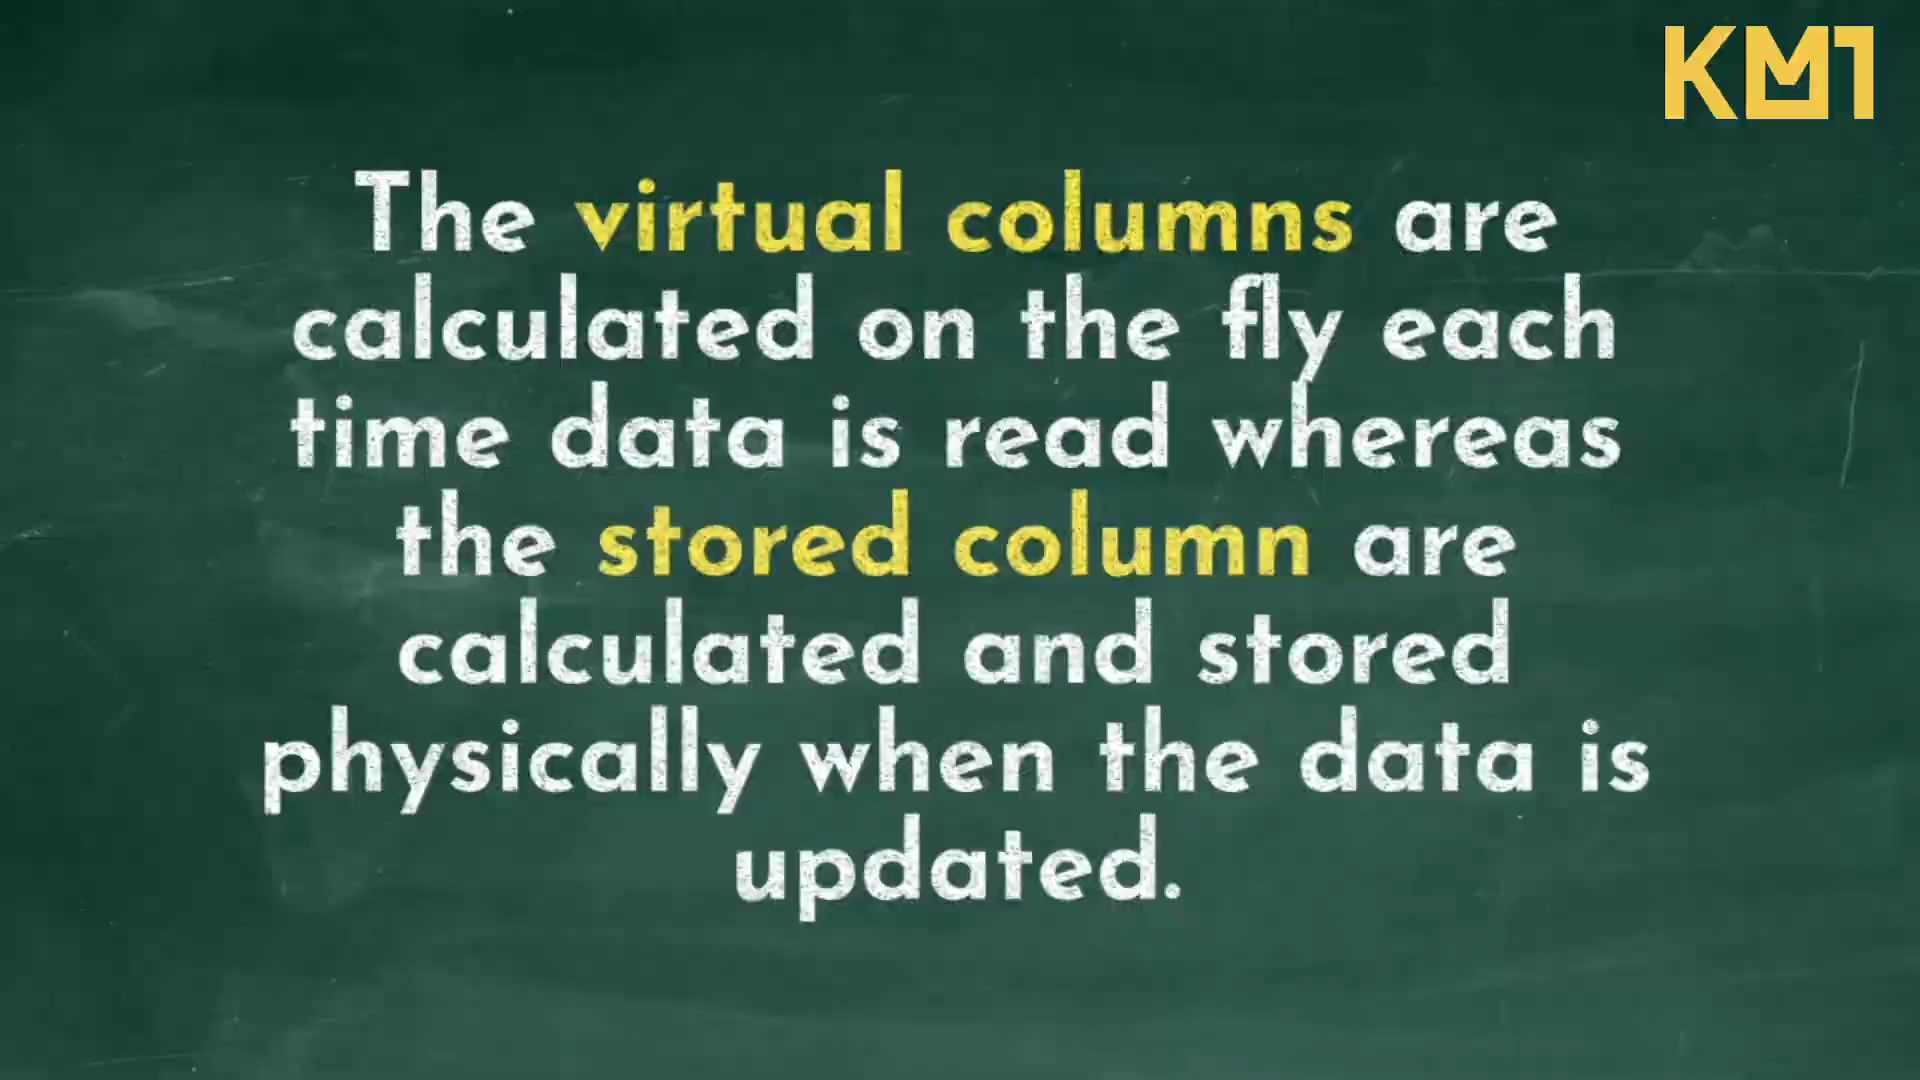 KM1
The virtual columns are
calculated on the fly each
time data is read whereas
the stored column are
calculated and stored
physically when the data is
updated.